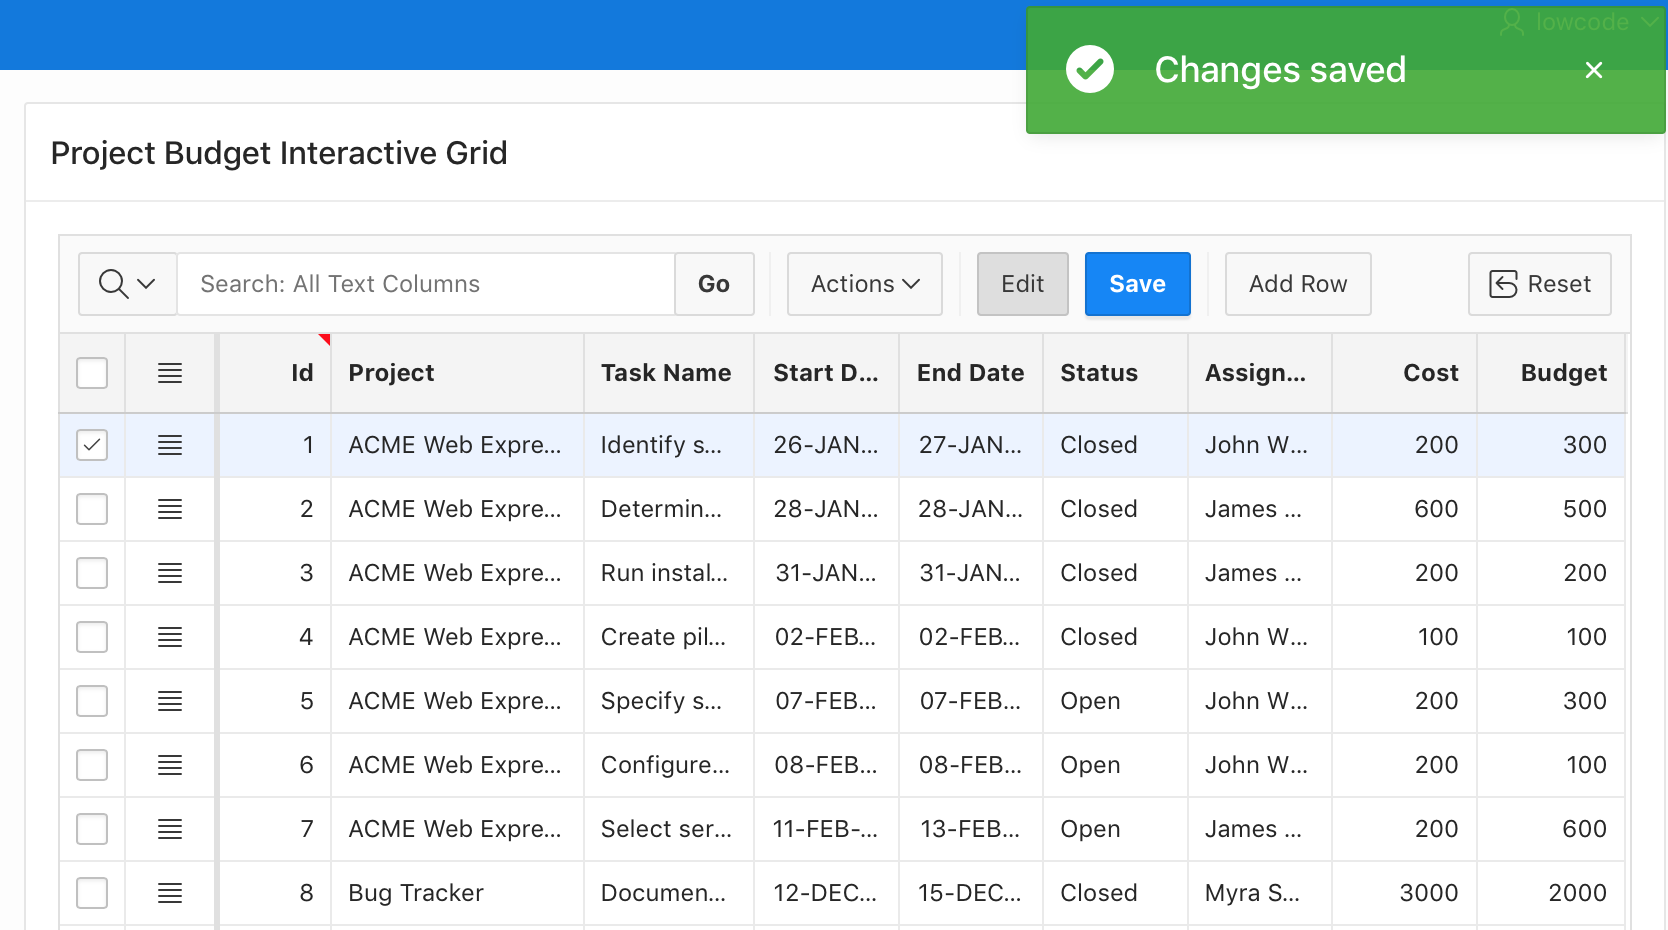 lowcode
Changes saved
Project Budget Interactive Grid
Search: All Text Columns Go Actions Edit Save Add Row Reset
Id Project Task Name Start D... End Date Status Assign... Cost Budget
1 ACME Web Expre... Identify s... 26-JAN... 27-JAN... Closed John W... 200 300
2 ACME Web Expre... Determin... 28-JAN... 28-JAN... Closed James ... 600 500
3 ACME Web Expre... Run instal... 31-JAN... 31-JAN... Closed James ... 200 200
4 ACME Web Expre... Create pil... 02-FEB... 02-FEB... Closed John W... 100 100
5 ACME Web Expre... Specify s... 07-FEB... 07-FEB... Open John W... 200 300
6 ACME Web Expre... Configure... 08-FEB... 08-FEB... Open John W... 200 100
7 ACME Web Expre... Select ser... 11-FEB-... 13-FEB... Open James ... 200 600
8 Bug Tracker Documen... 12-DEC... 15-DEC... Closed Myra S... 3000 2000